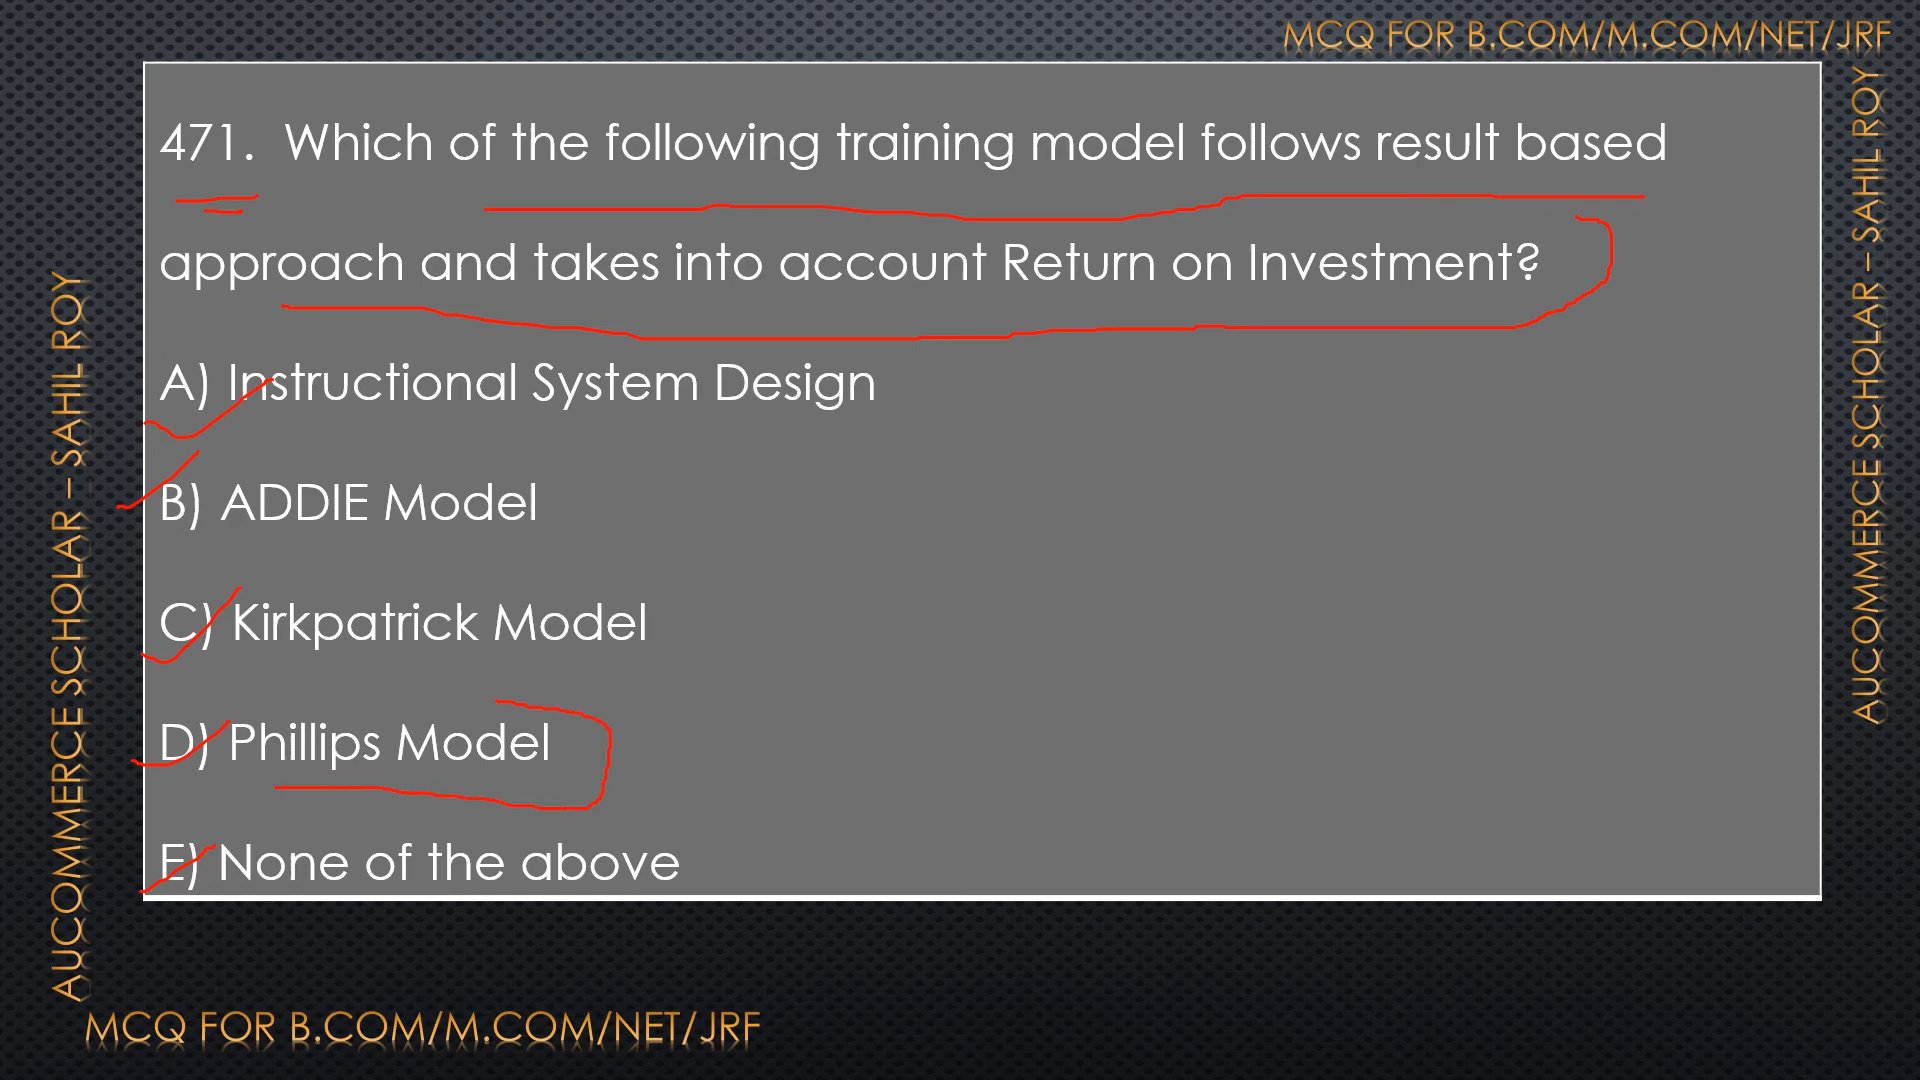 MCQ FOR B.COM/M.COM/NET/JRF
471. Which of the following training model follows result based
approach and takes into account Return on Investment?
A) Instructional System Design
B) ADDIE Model
C) Kirkpatrick Model
D) Phillips Model
E) None of the above
AUCOMMERCE SCHOLAR – SAHIL ROY
AUCOMMERCE SCHOLAR – SAHIL ROY
MCQ FOR B.COM/M.COM/NET/JRF